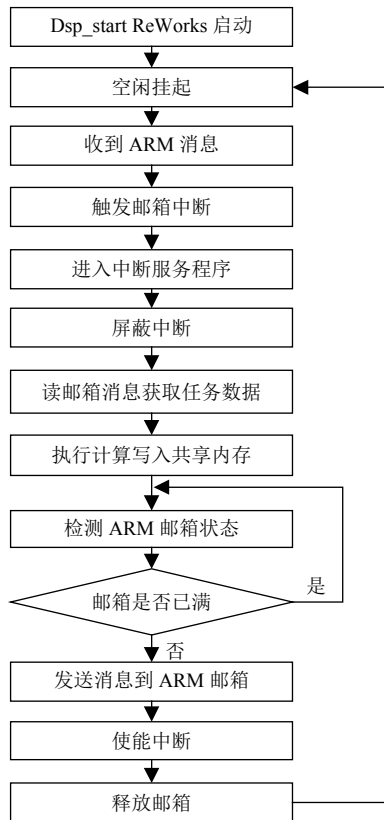 Dsp_start ReWorks 启动
空闲挂起
收到 ARM 消息
触发邮箱中断
进入中断服务程序
屏蔽中断
读邮箱消息获取任务数据
执行计算写入共享内存
检测 ARM 邮箱状态
邮箱是否已满
是
否
发送消息到 ARM 邮箱
使能中断
释放邮箱